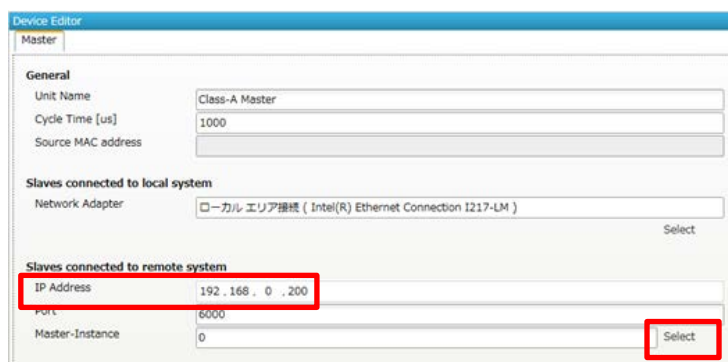 Device Editor
Master
General
Unit Name Class-A Master
Cycle Time [us] 1000
Source MAC address
Slaves connected to local system
Network Adapter ローカル エリア接続 ( Intel(R) Ethernet Connection I217-LM )
Select
Slaves connected to remote system
IP Address 192 . 168 . 0 . 200
Port 6000
Master-Instance 0 Select